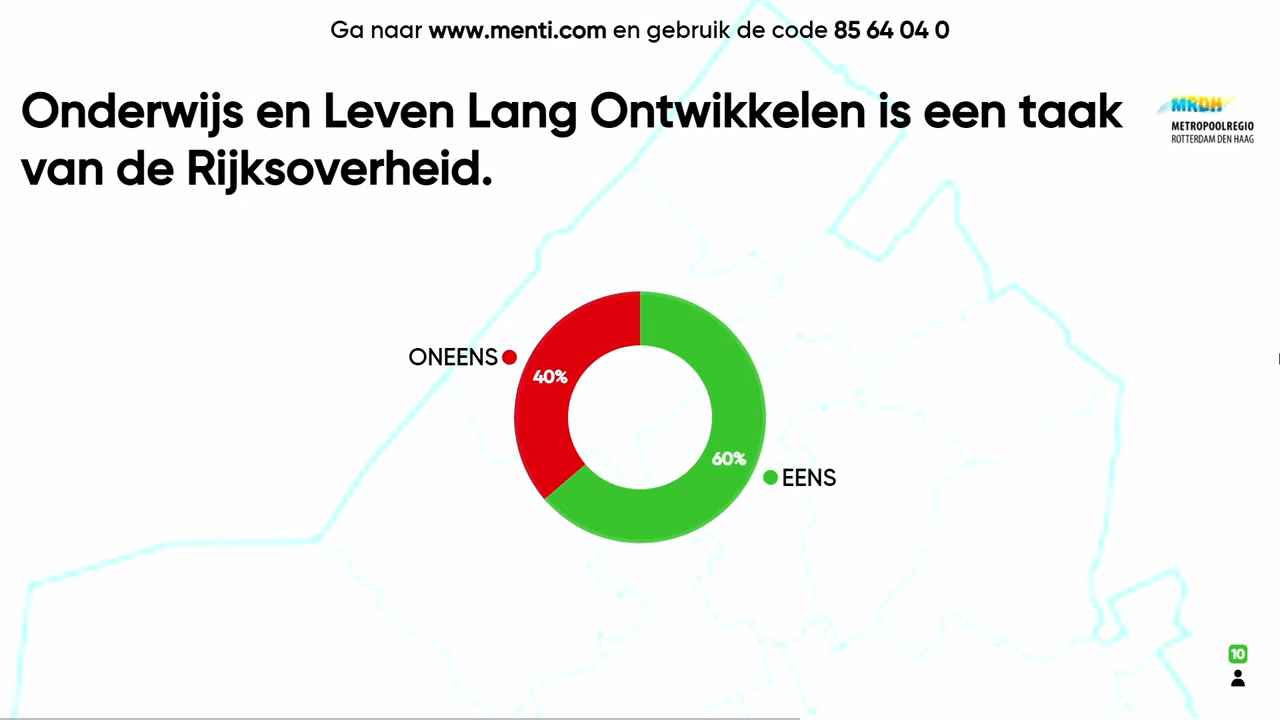 Ga naar www.menti.com en gebruik de code 85 64 04 0
Onderwijs en Leven Lang Ontwikkelen is een taak
van de Rijksoverheid.
MRDH
METROPOOLREGIO
ROTTERDAM DEN HAAG
ONEENS
40%
60%
EENS
10